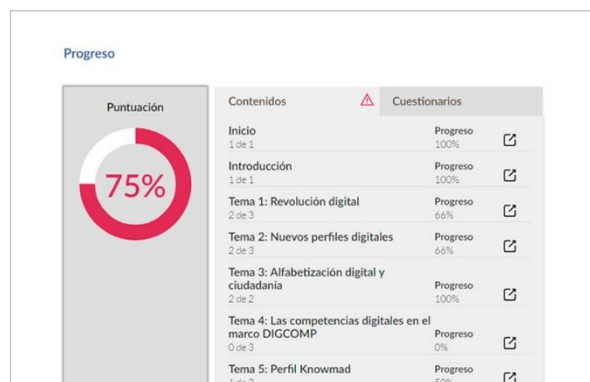 Progreso
Puntuación
75%
Contenidos
Cuestionarios
Inicio
Progreso
1 de 1
100%
Introducción
Progreso
1 de 1
100%
Tema 1: Revolución digital
Progreso
2 de 3
66%
Tema 2: Nuevos perfiles digitales
Progreso
2 de 3
66%
Tema 3: Alfabetización digital y
ciudadanía
Progreso
2 de 2
100%
Tema 4: Las competencias digitales en el
marco DIGCOMP
Progreso
0 de 3
0%
Tema 5: Perfil Knowmad
Progreso